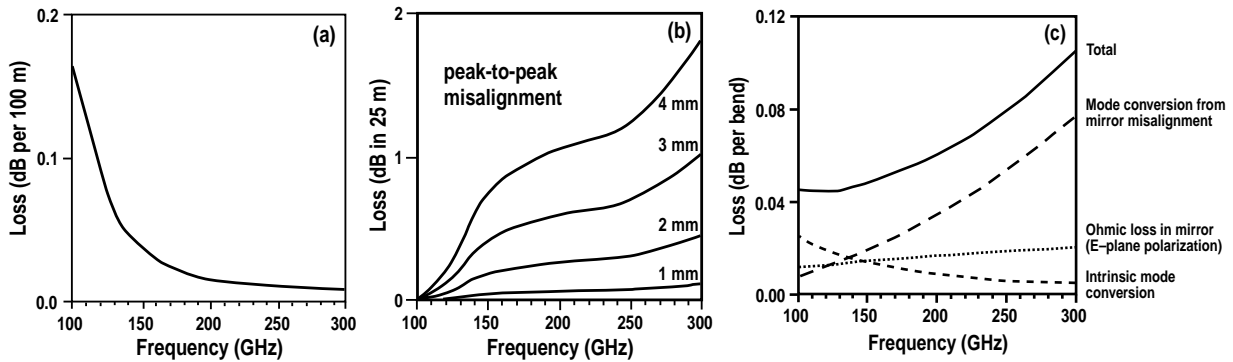 (a)
0.2
0.1
0.0
Loss (dB per 100 m)
100
150
200
250
300
Frequency (GHz)
(b)
2
1
0
Loss (dB in 25 m)
peak-to-peak
misalignment
4 mm
3 mm
2 mm
1 mm
100
150
200
250
300
Frequency (GHz)
(c)
0.12
0.08
0.04
0.00
Loss (dB per bend)
Total
Mode conversion from
mirror misalignment
Ohmic loss in mirror
(E–plane polarization)
Intrinsic mode
conversion
100
150
200
250
300
Frequency (GHz)